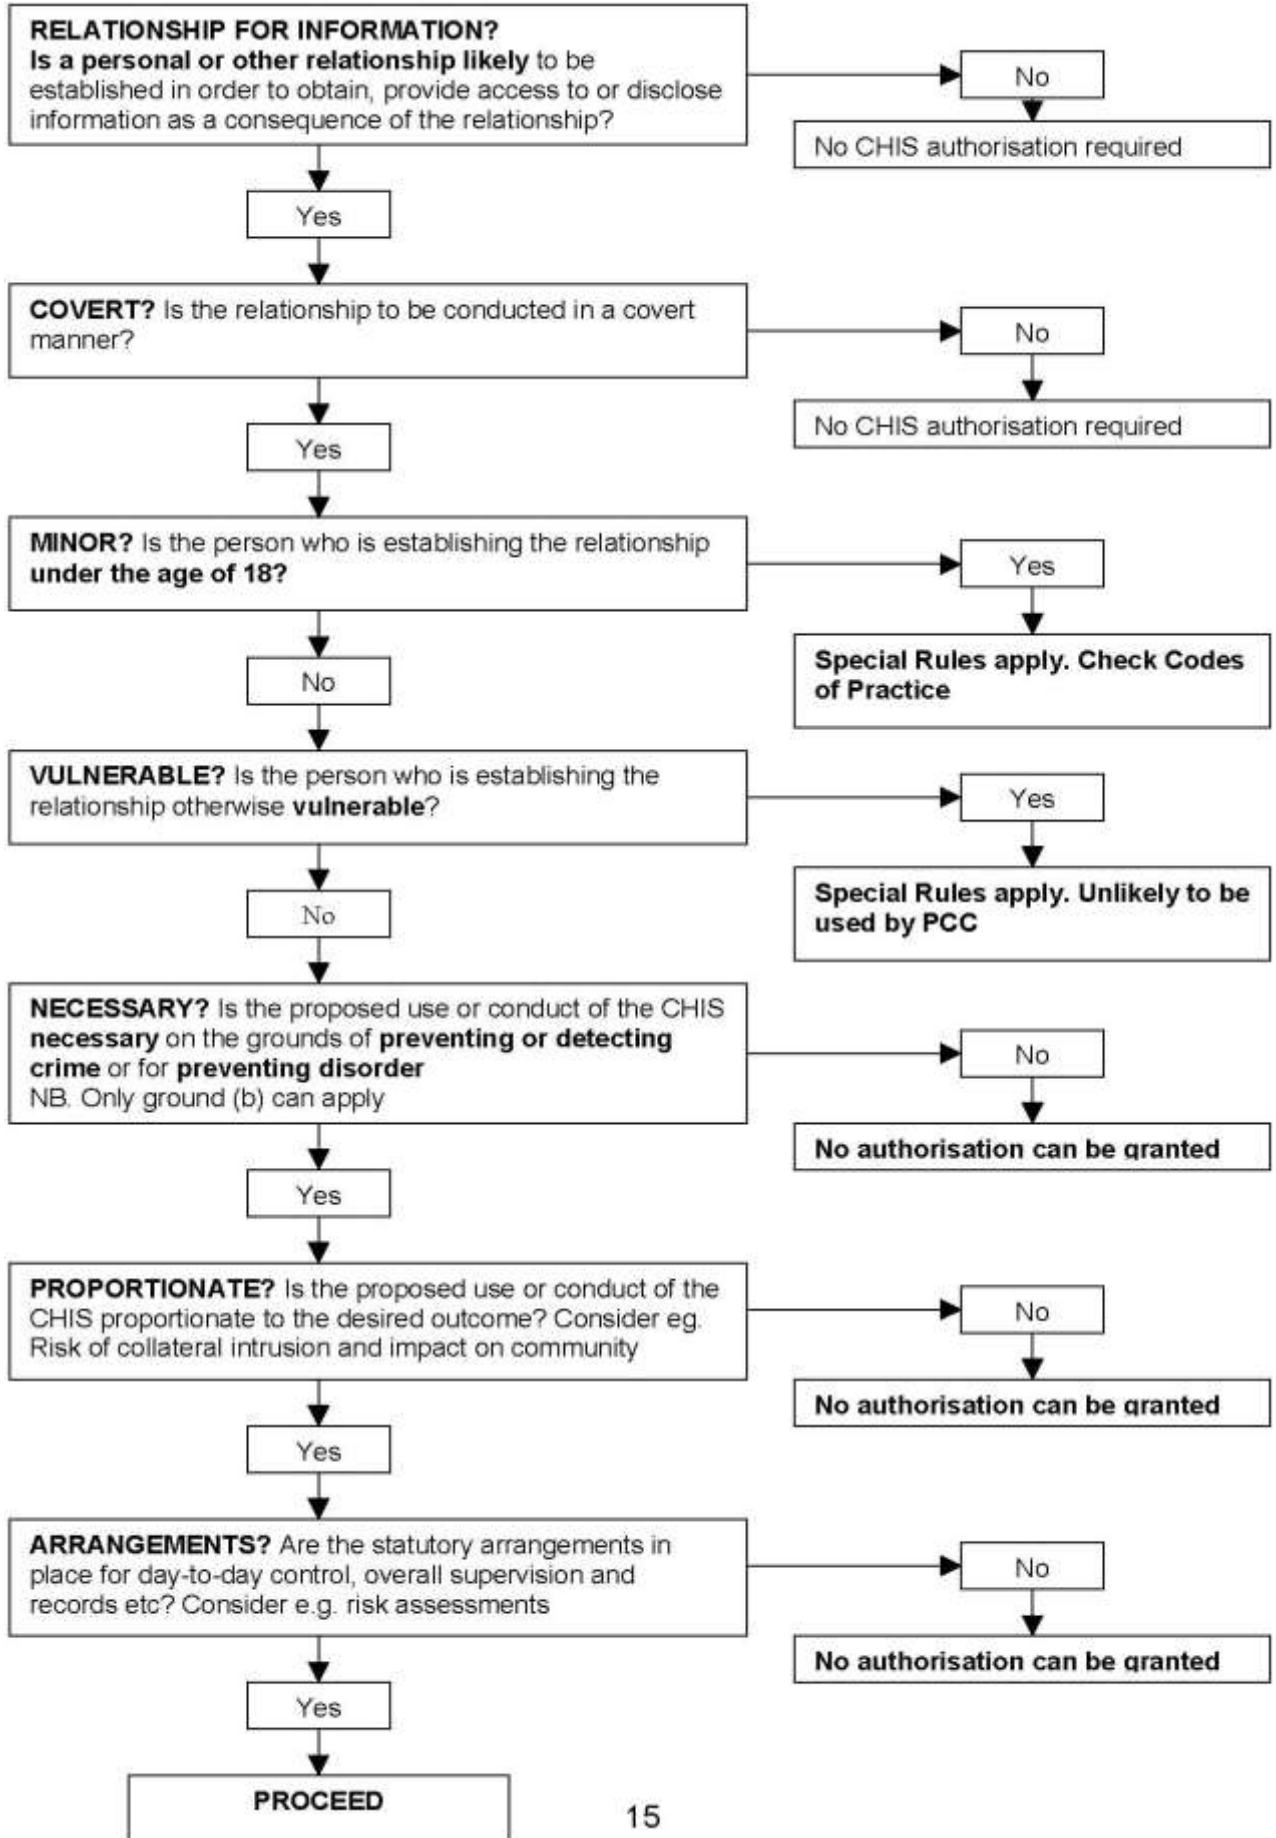 RELATIONSHIP FOR INFORMATION?
Is a personal or other relationship likely to be
established in order to obtain, provide access to or disclose
information as a consequence of the relationship?
No
No CHIS authorisation required
Yes
COVERT? Is the relationship to be conducted in a covert
manner?
No
No CHIS authorisation required
Yes
MINOR? Is the person who is establishing the relationship
under the age of 18?
Yes
Special Rules apply. Check Codes
of Practice
No
VULNERABLE? Is the person who is establishing the
relationship otherwise vulnerable?
Yes
Special Rules apply. Unlikely to be
used by PCC
No
NECESSARY? Is the proposed use or conduct of the CHIS
necessary on the grounds of preventing or detecting
crime or for preventing disorder
NB. Only ground (b) can apply
No
No authorisation can be granted
Yes
PROPORTIONATE? Is the proposed use or conduct of the
CHIS proportionate to the desired outcome? Consider eg.
Risk of collateral intrusion and impact on community
No
No authorisation can be granted
Yes
ARRANGEMENTS? Are the statutory arrangements in
place for day-to-day control, overall supervision and
records etc? Consider e.g. risk assessments
No
No authorisation can be granted
Yes
PROCEED
15